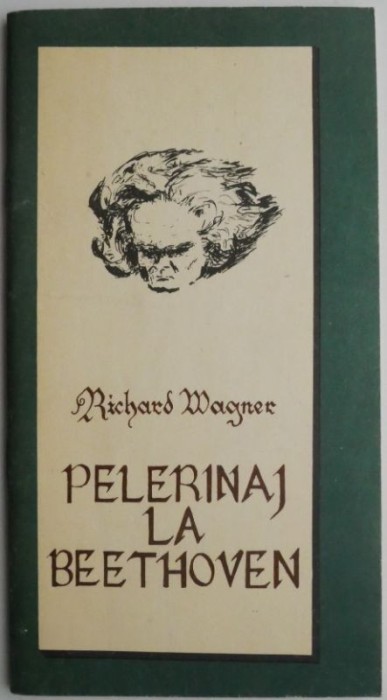 Richard Wagner
PELERINAJ
LA
BEETHOVEN